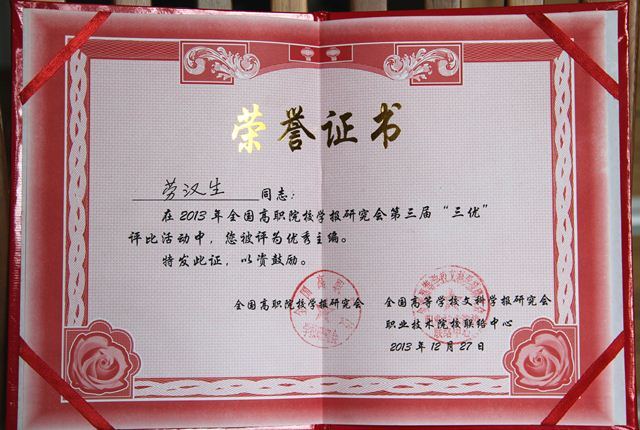 荣誉证书
劳汉生 同志：
在2013年全国高职院校学报研究会第三届“三优”
评比活动中，您被评为优秀主编。
特发此证，以资鼓励。
全国高职院校学报研究会
全国高等学校文科学报研究会
职业技术院校联络中心
2013年12月27日